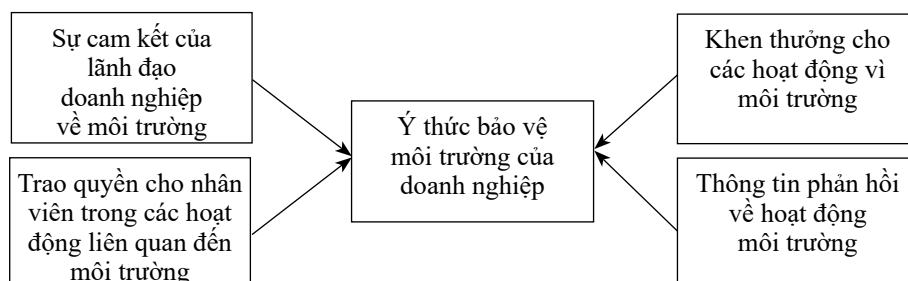 Sự cam kết của
lãnh đạo
doanh nghiệp
về môi trường
Trao quyền cho nhân
viên trong các hoạt
động liên quan đến
môi trường
Ý thức bảo vệ
môi trường của
doanh nghiệp
Khen thưởng cho
các hoạt động vì
môi trường
Thông tin phản hồi
về hoạt động
môi trường